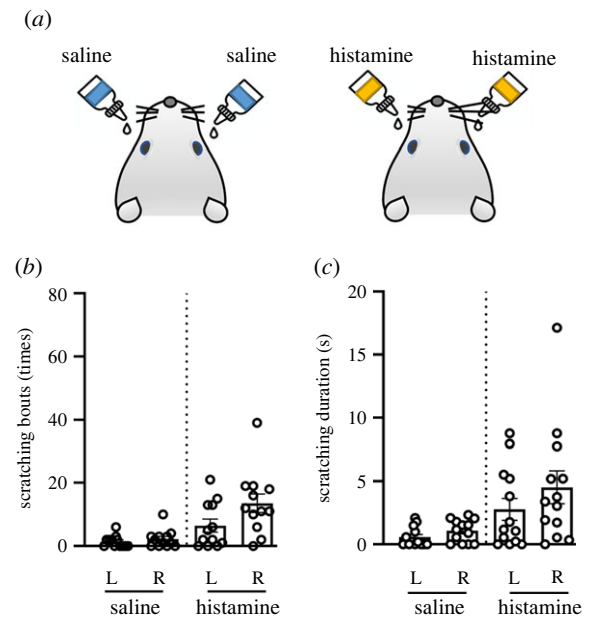 (a)
saline
saline
histamine
histamine
(b)
(c)
scratching bouts (times)
80
60
40
20
0
L
R
L
R
saline
histamine
scratching duration (s)
20
15
10
5
0
L
R
L
R
saline
histamine